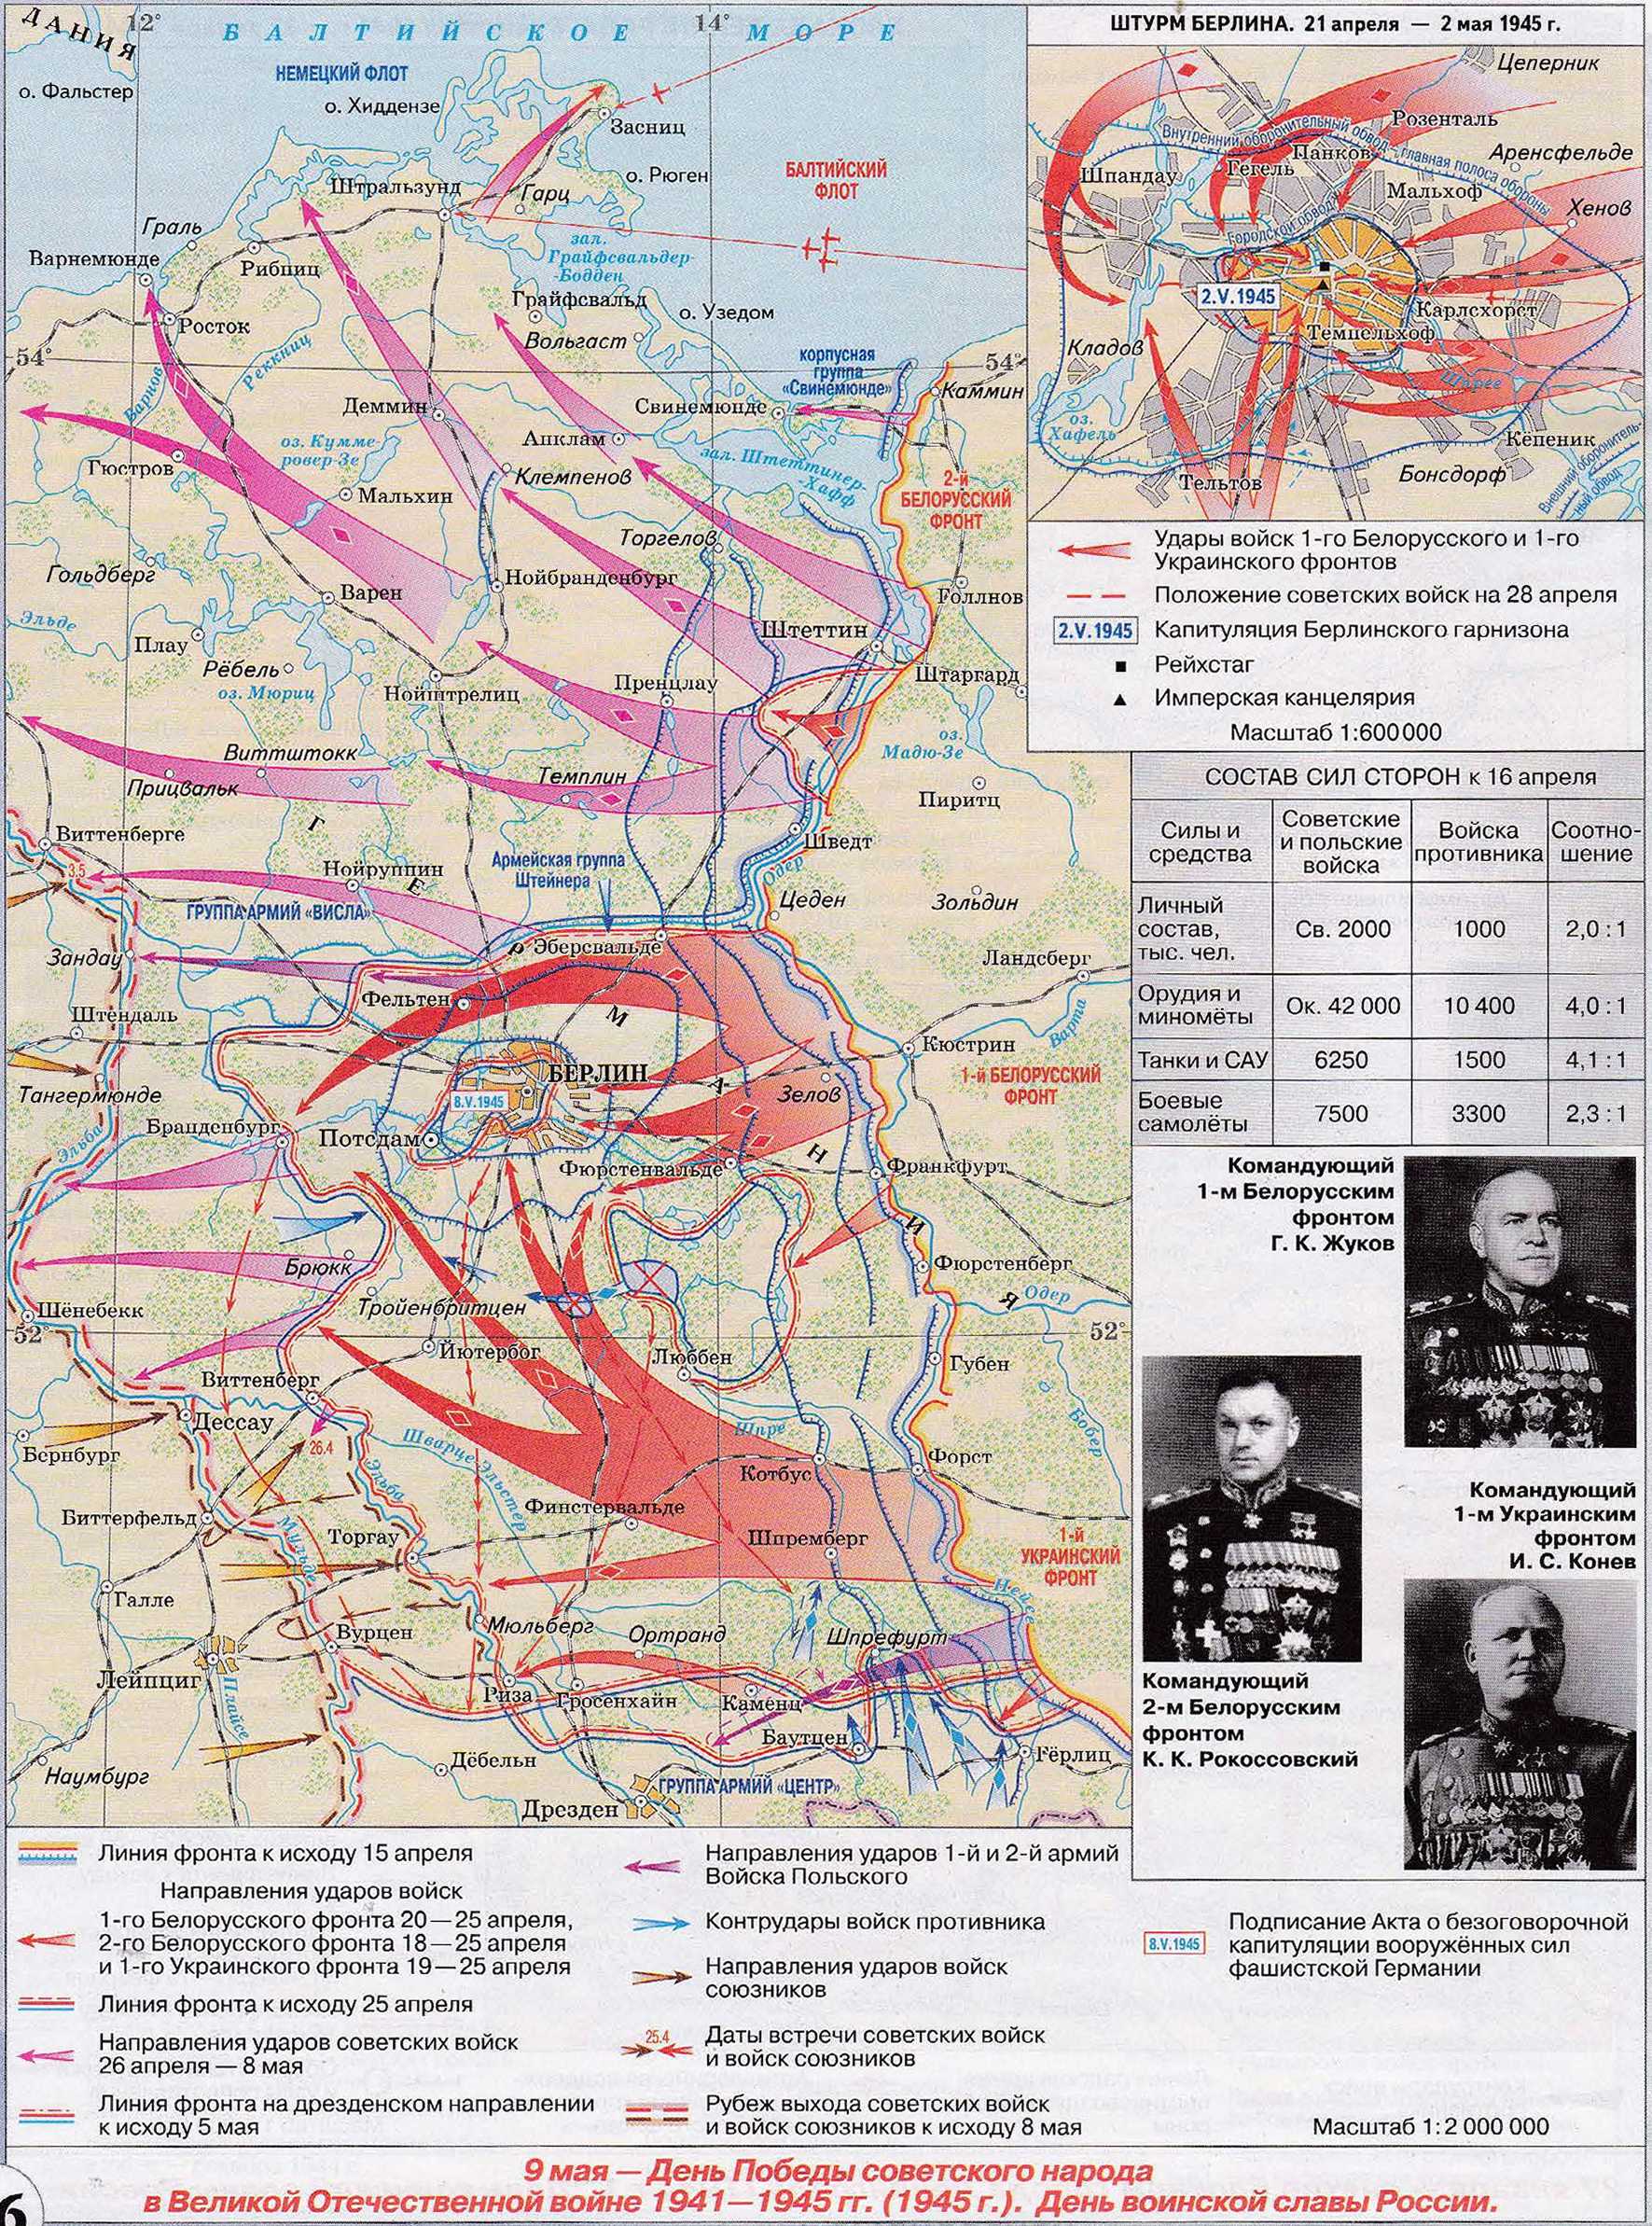 ДАНИЯ
12°
БАЛТИЙСКОЕ МОРЕ
14°
НЕМЕЦКИЙ ФЛОТ
о. Фальстер
о. Хиддензе
Засниц
о. Рюген
БАЛТИЙСКИЙ
ФЛОТ
Штральзунд
Гарц
Граль
Варнемюнде
Рибниц
зал.
Грайфсвальдер-
-Бодден
Грайфсвальд
о. Узедом
Росток
Вольгаст
54°
54°
Реккниц
Варнов
корпусная
группа
«Свинемюнде»
Каммин
Деммин
Свинемюнде
оз. Кумме-
ровер-Зе
Анклам
Гюстров
зал. Штеттинер-
-Хафф
Клемпенов
Мальхин
2-й
БЕЛОРУССКИЙ
ФРОНТ
Торгелов
Гольдберг
Нойбранденбург
Голлнов
Варен
Эльде
Плау
Штеттин
Рёбель
оз. Мюриц
Нойштрелиц
Пренцлау
Штаргард
оз.
Мадю-Зе
Виттштокк
Темплин
Прицвальк
Пиритц
Виттенберге
Шведт
3.5
Нойруппин
Армейская группа
Штейнера
Одер
Цеден
Зольдин
ГРУППА АРМИЙ «ВИСЛА»
Зандау
Эберсвальде
Ландсберг
Фельтен
Штендаль
Варта
Кюстрин
БЕРЛИН
8.V.1945
1-й БЕЛОРУССКИЙ
ФРОНТ
Тангермюнде
Зелов
Эльба
Бранденбург
Потсдам
Фюрстенвальде
Франкфурт
ГЕРМАНИЯ
Брюкк
Фюрстенберг
Тройенбритцен
Одер
Шёнебекк
52°
52°
Йютербог
Люббен
Губен
Виттенберг
Дессау
Шпре
Бобер
26.4
Шварце-Эльстер
Бернбург
Эльба
Котбус
Форст
Финстервальде
Биттерфельд
Мульде
Торгау
Шпремберг
1-й
УКРАИНСКИЙ
ФРОНТ
Галле
Нейсе
Мюльберг
Ортранд
Шпрефурт
Вурцен
Лейпциг
Плайсе
Риза
Гросенхайн
Каменц
Баутцен
Гёрлиц
Дёбельн
Наумбург
ГРУППА АРМИЙ «ЦЕНТР»
Дрезден
ШТУРМ БЕРЛИНА. 21 апреля — 2 мая 1945 г.
Цеперник
Розенталь
Внутренний оборонительный обвод – главная полоса обороны
Панков
Аренсфельде
Гегель
Шпандау
Мальхоф
Хенов
Городской обвод
2.V.1945
Карлсхорст
Темпельхоф
Кладов
Шпрее
оз.
Хафель
Кёпеник
Бонсдорф
Тельтов
Внешний оборонитель-
ный обвод
Удары войск 1-го Белорусского и 1-го
Украинского фронтов
Положение советских войск на 28 апреля
2.V.1945 Капитуляция Берлинского гарнизона
Рейхстаг
Имперская канцелярия
Масштаб 1:600 000
СОСТАВ СИЛ СТОРОН к 16 апреля
Силы и средства Советские и польские войска Войска противника Соотно-шение
Личный состав, тыс. чел. Св. 2000 1000 2,0 : 1
Орудия и миномёты Ок. 42 000 10 400 4,0 : 1
Танки и САУ 6250 1500 4,1 : 1
Боевые самолёты 7500 3300 2,3 : 1
Командующий
1-м Белорусским
фронтом
Г. К. Жуков
Командующий
1-м Украинским
фронтом
И. С. Конев
Командующий
2-м Белорусским
фронтом
К. К. Рокоссовский
Линия фронта к исходу 15 апреля
Направления ударов войск
1-го Белорусского фронта 20—25 апреля,
2-го Белорусского фронта 18—25 апреля
и 1-го Украинского фронта 19—25 апреля
Линия фронта к исходу 25 апреля
Направления ударов советских войск
26 апреля — 8 мая
Линия фронта на дрезденском направлении
к исходу 5 мая
Направления ударов 1-й и 2-й армий
Войска Польского
Контрудары войск противника
Направления ударов войск
союзников
25.4
Даты встречи советских войск
и войск союзников
Рубеж выхода советских войск
и войск союзников к исходу 8 мая
8.V.1945
Подписание Акта о безоговорочной
капитуляции вооружённых сил
фашистской Германии
Масштаб 1:2 000 000
9 мая — День Победы советского народа
в Великой Отечественной войне 1941—1945 гг. (1945 г.). День воинской славы России.
6